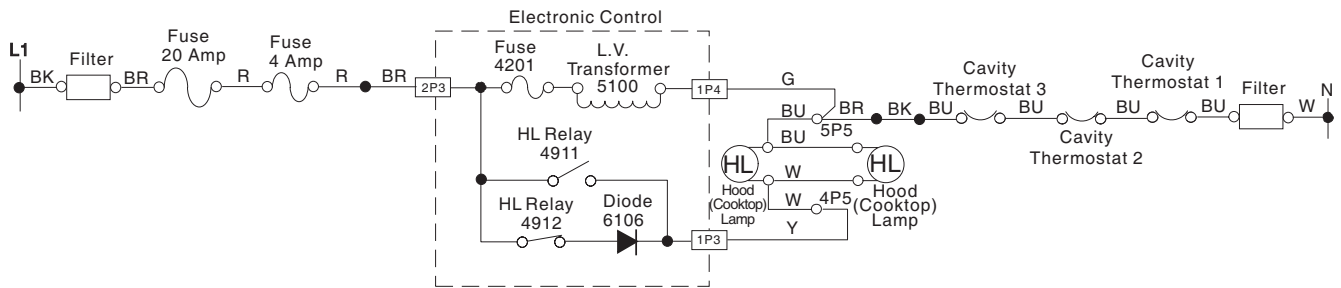 Electronic Control
L1
BK
Filter
BR
Fuse
20 Amp
R
Fuse
4 Amp
R
BR
2P3
Fuse
4201
L.V.
Transformer
5100
1P4
G
HL Relay
4911
HL Relay
4912
Diode
6106
1P3
BU
5P5
BU
HL
HL
W
Hood
(Cooktop)
Lamp
W
4P5
Hood
(Cooktop)
Lamp
Y
BR
BK
BU
Cavity
Thermostat 3
BU
Cavity
Thermostat 2
BU
Cavity
Thermostat 1
BU
Filter
W
N